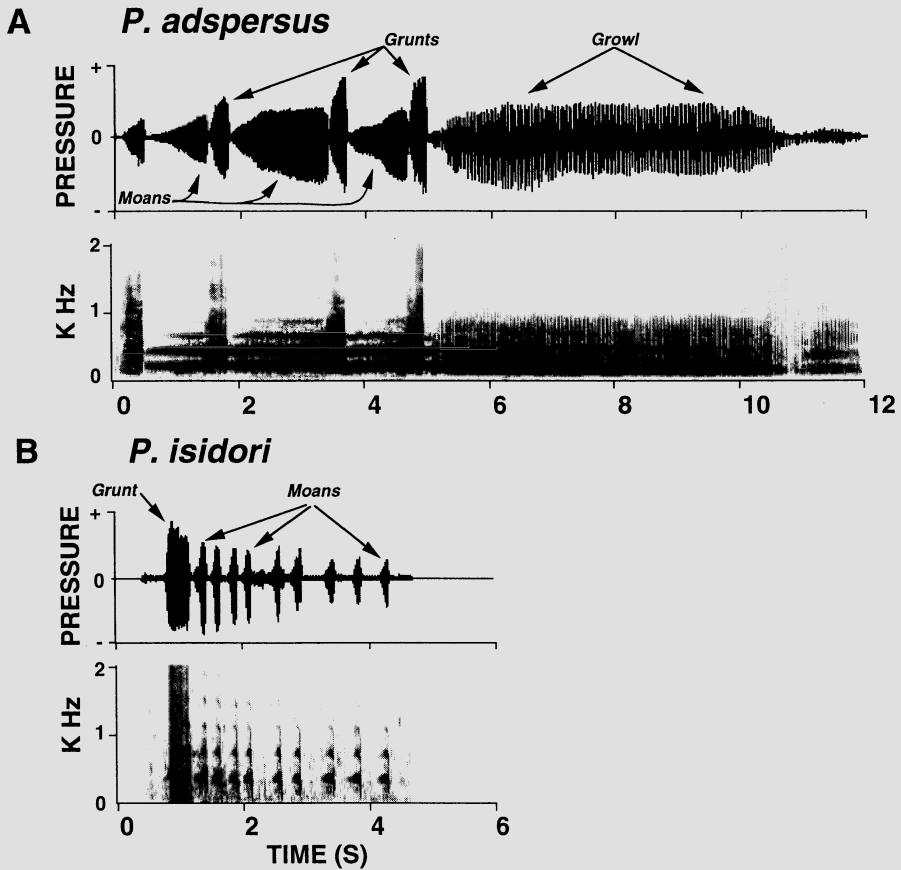 A P. adspersus
Grunts
Growl
PRESSURE
+
0
-
Moans
K Hz
2
1
0
0 2 4 6 8 10 12
B P. isidori
Grunt
Moans
PRESSURE
+
0
-
K Hz
2
1
0
0 2 4 6
TIME (S)